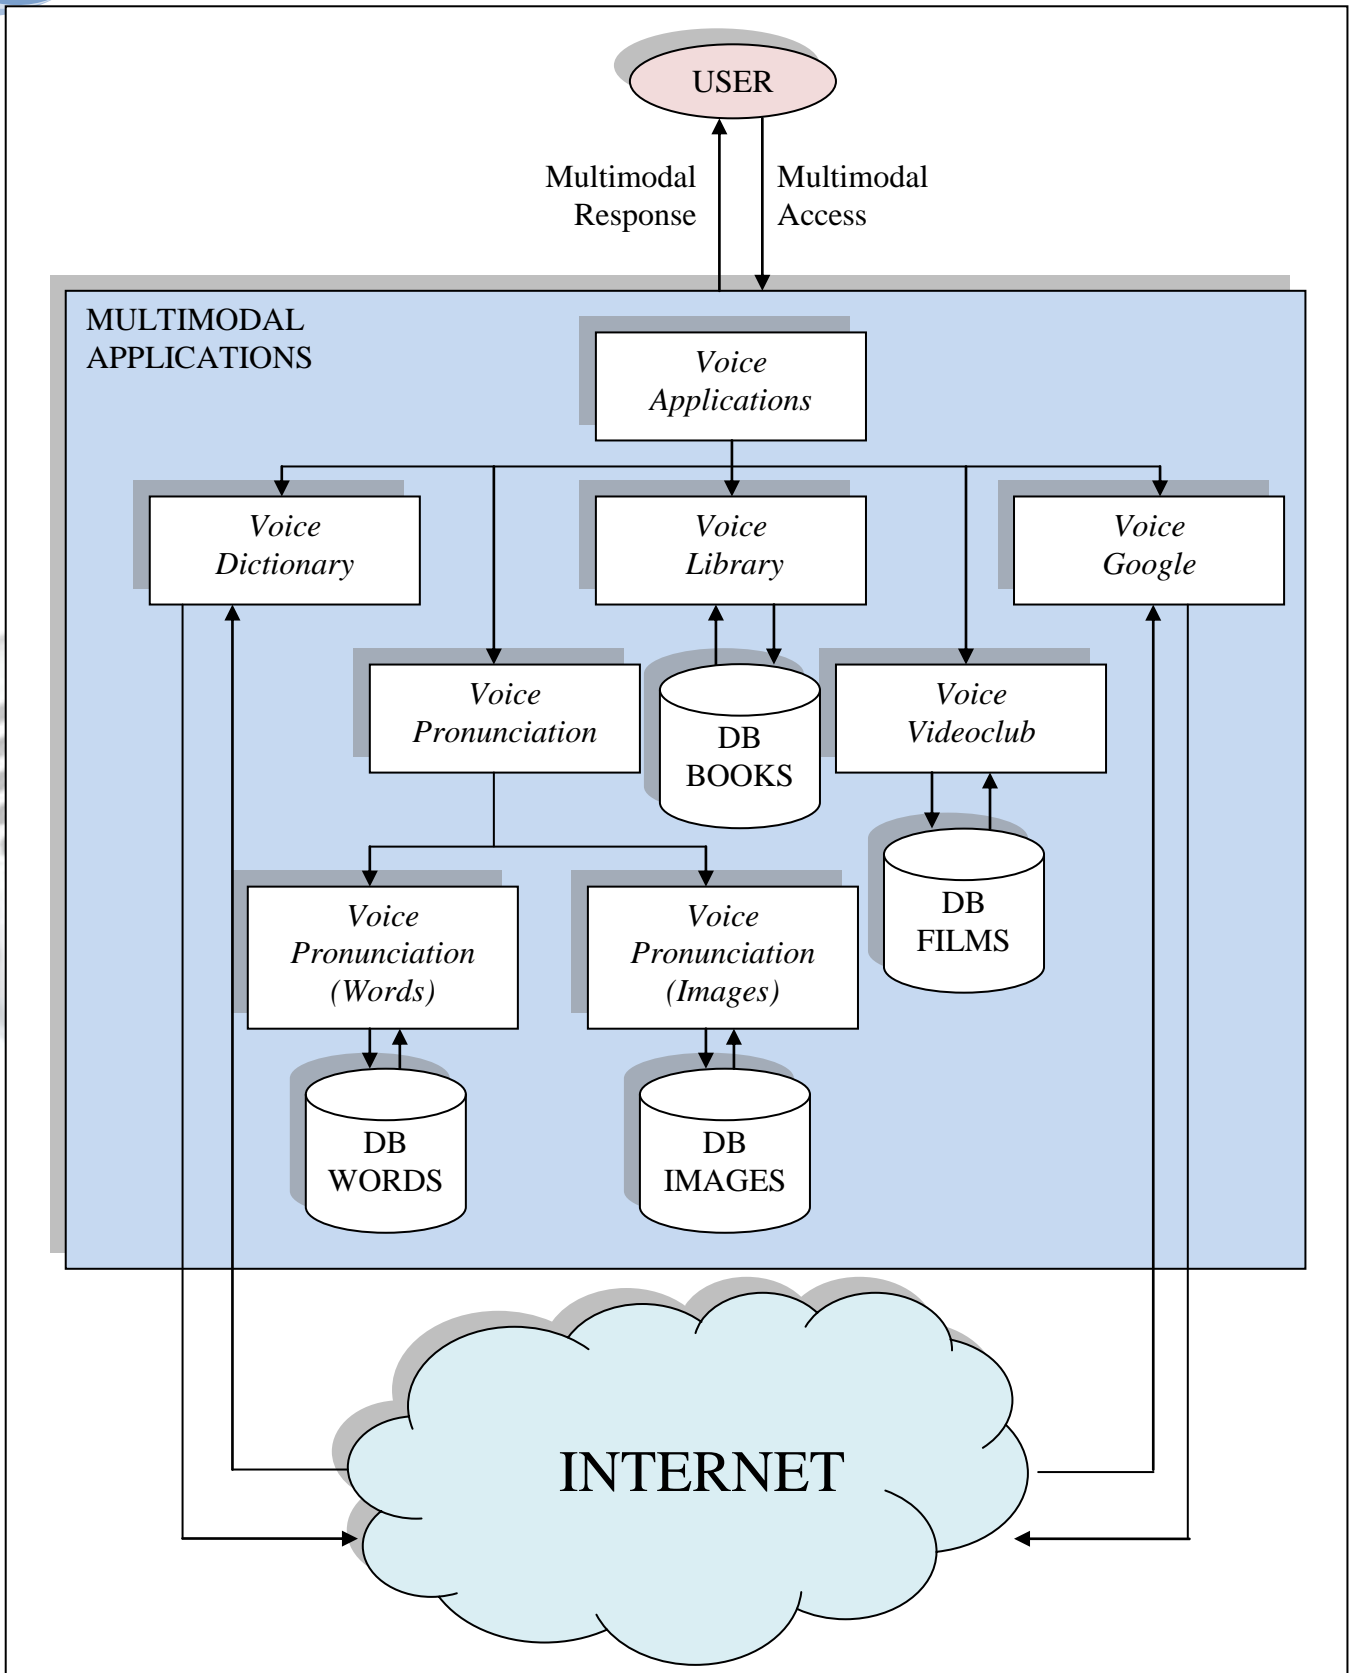 USER
Multimodal
Response
Multimodal
Access
MULTIMODAL
APPLICATIONS
Voice
Applications
Voice
Dictionary
Voice
Library
Voice
Google
Voice
Pronunciation
DB
BOOKS
Voice
Videoclub
Voice
Pronunciation
(Words)
Voice
Pronunciation
(Images)
DB
FILMS
DB
WORDS
DB
IMAGES
INTERNET